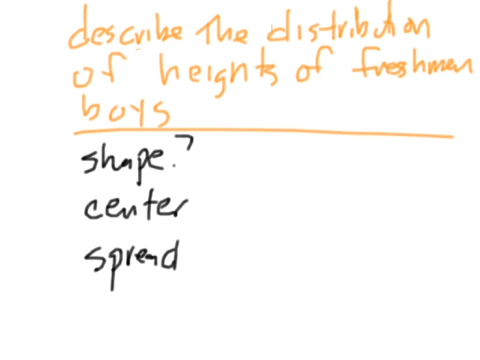 describe the distribution
of heights of freshmen
boys
shape?
center
spread